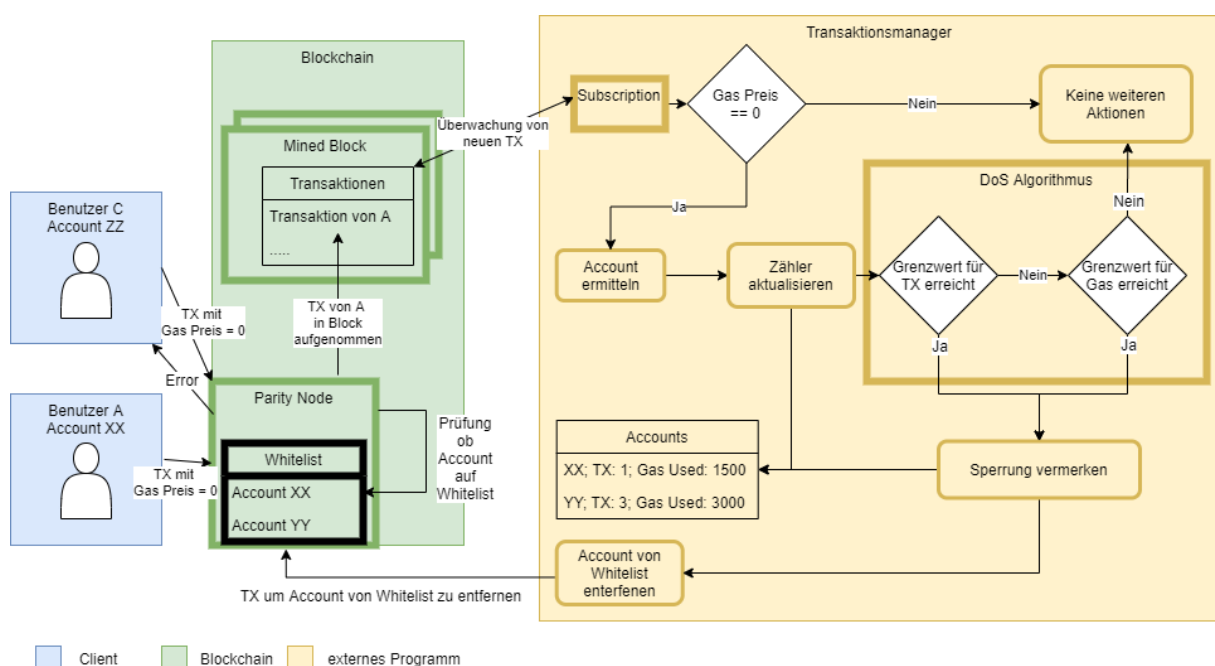 Transaktionsmanager
Blockchain
Subscription
Gas Preis
== 0
Nein
Keine weiteren
Aktionen
Überwachung von
neuen TX
Mined Block
Transaktionen
Transaktion von A
.....
DoS Algorithmus
Nein
Ja
Benutzer C
Account ZZ
Account
ermitteln
Zähler
aktualisieren
Grenzwert für
TX erreicht
Nein
Grenzwert für
Gas erreicht
TX mit
Gas Preis = 0
TX von A
in Block
aufgenommen
Ja
Ja
Error
Parity Node
Benutzer A
Account XX
Prüfung
ob
Account
auf
Whitelist
Accounts
XX; TX: 1; Gas Used: 1500
YY; TX: 3; Gas Used: 3000
Sperrung vermerken
Whitelist
TX mit
Gas Preis = 0
Account XX
Account YY
Account von
Whitelist
enterfenen
TX um Account von Whitelist zu entfernen
Client
Blockchain
externes Programm